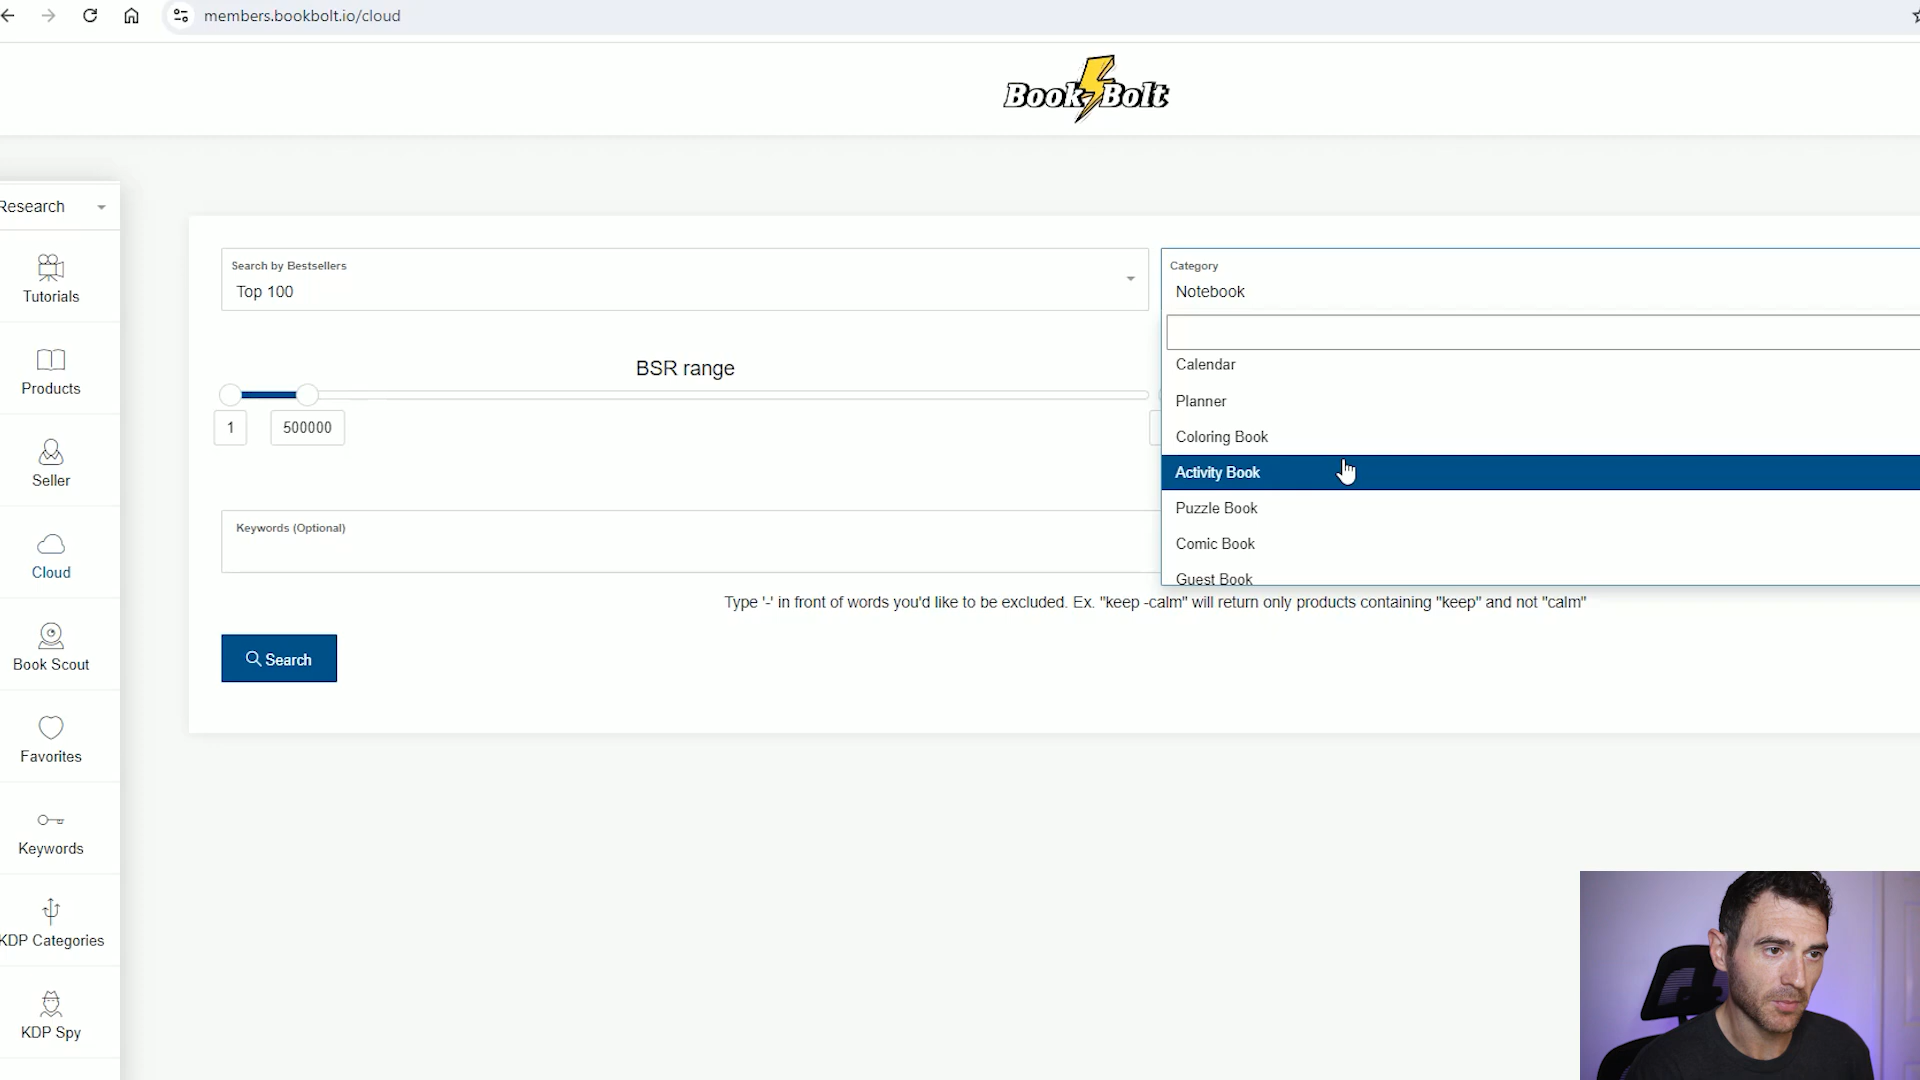 members.bookbolt.io/cloud
Book Bolt
Research
Tutorials
Products
Seller
Cloud
Book Scout
Favorites
Keywords
KDP Categories
KDP Spy
Search by Bestsellers
Top 100
Category
Notebook
Calendar
Planner
Coloring Book
Activity Book
Puzzle Book
Comic Book
Guest Book
BSR range
1
500000
Keywords (Optional)
Type '-' in front of words you'd like to be excluded. Ex. "keep -calm" will return only products containing "keep" and not "calm"
Search